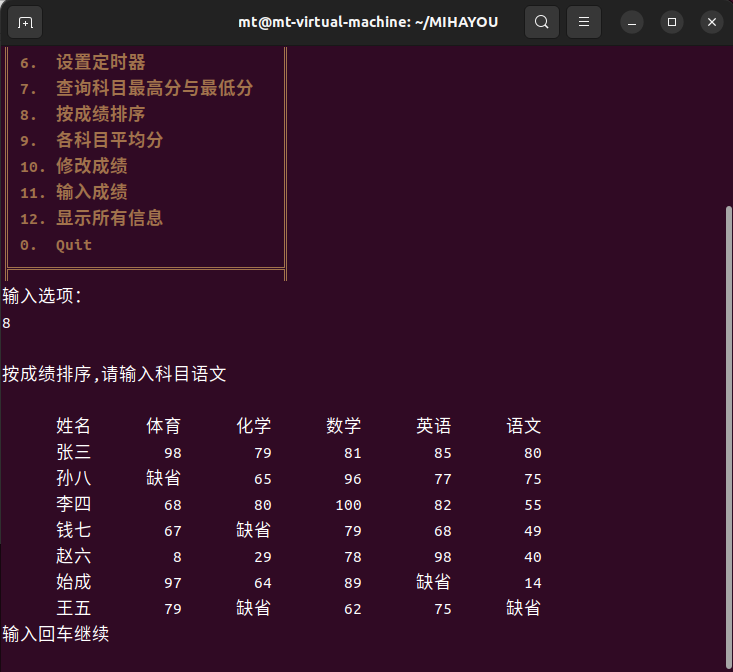 mt@mt-virtual-machine: ~/MIHAYOU
6. 设置定时器
7. 查询科目最高分与最低分
8. 按成绩排序
9. 各科目平均分
10. 修改成绩
11. 输入成绩
12. 显示所有信息
0. Quit
输入选项：
8
按成绩排序,请输入科目语文
姓名 体育 化学 数学 英语 语文
张三 98 79 81 85 80
孙八 缺省 65 96 77 75
李四 68 80 100 82 55
钱七 67 缺省 79 68 49
赵六 8 29 78 98 40
始成 97 64 89 缺省 14
王五 79 缺省 62 75 缺省
输入回车继续